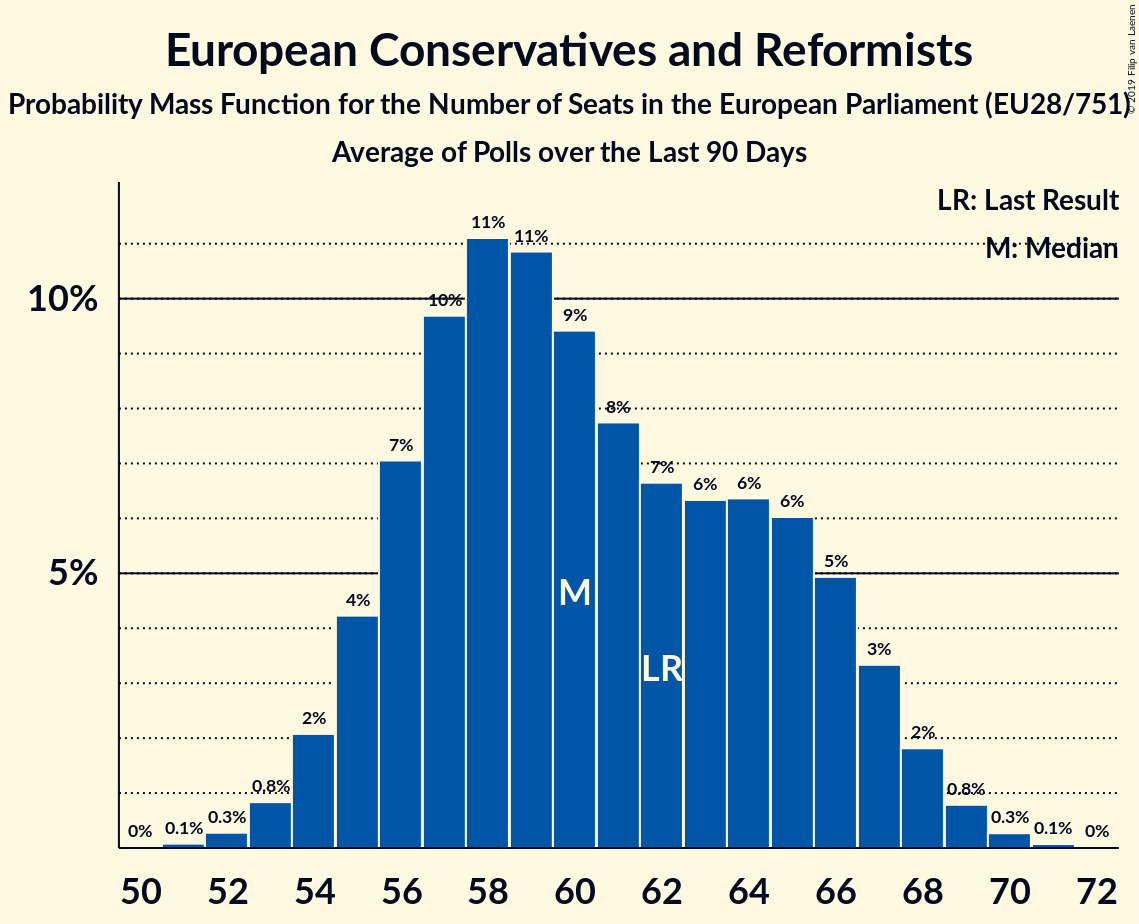 European Conservatives and Reformists
Probability Mass Function for the Number of Seats in the European Parliament (EU28/751)
Average of Polls over the Last 90 Days
© 2019 Filip van Laenen
LR: Last Result
M: Median
10%
5%
0%
0.1%
0.3%
0.8%
2%
4%
7%
10%
11%
11%
9%
8%
7%
6%
6%
6%
5%
3%
2%
0.8%
0.3%
0.1%
0%
M
LR
50 52 54 56 58 60 62 64 66 68 70 72